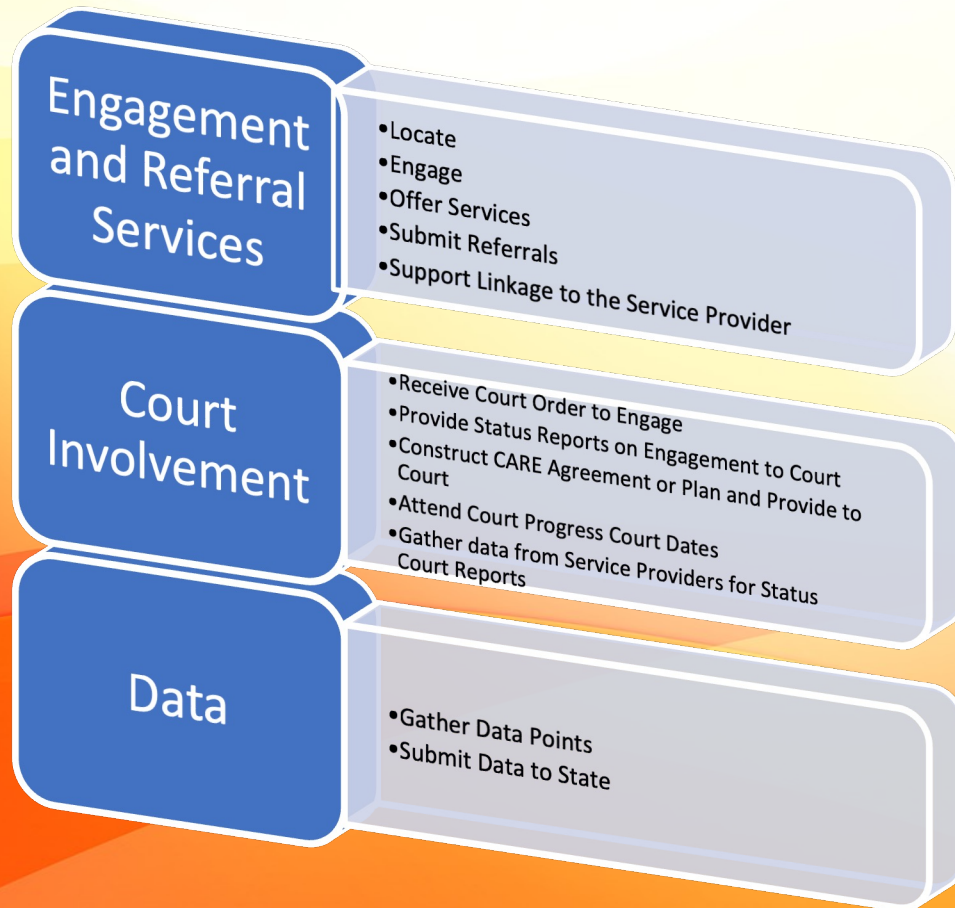 Engagement
and Referral
Services
•Locate
•Engage
•Offer Services
•Submit Referrals
•Support Linkage to the Service Provider
Court
Involvement
•Receive Court Order to Engage
•Provide Status Reports on Engagement to Court
•Construct CARE Agreement or Plan and Provide to
Court
•Attend Court Progress Court Dates
•Gather data from Service Providers for Status
Court Reports
Data
•Gather Data Points
•Submit Data to State